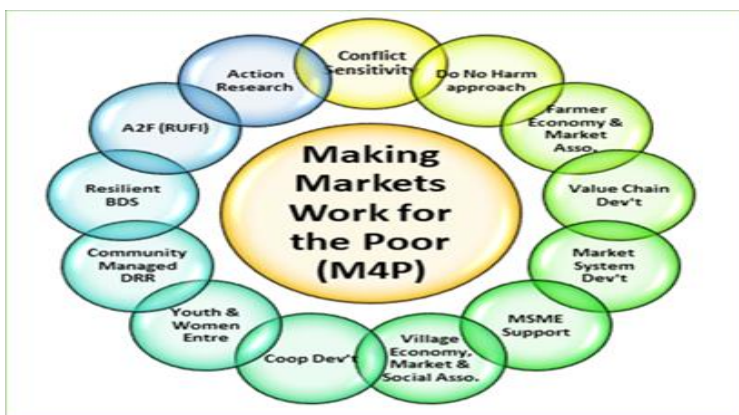 Making
Markets
Work for
the Poor
(M4P)
Conflict
Sensitivity
Do No Harm
approach
Farmer
Economy &
Market
Asso.
Value Chain
Dev't
Market
System
Dev't
MSME
Support
Village
Economy,
Market &
Social Asso.
Coop Dev't
Youth &
Women
Entre
Community
Managed
DRR
Resilient
BDS
A2F (RUFI)
Action
Research